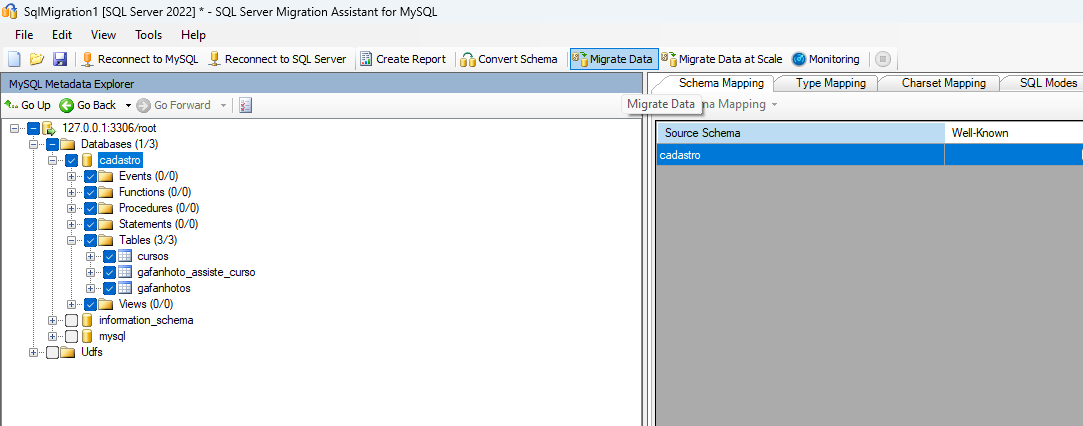 SqlMigration1 [SQL Server 2022] * - SQL Server Migration Assistant for MySQL
File Edit View Tools Help
Reconnect to MySQL Reconnect to SQL Server Create Report Convert Schema Migrate Data Migrate Data at Scale Monitoring
MySQL Metadata Explorer
Go Up Go Back Go Forward
127.0.0.1:3306/root
Databases (1/3)
cadastro
Events (0/0)
Functions (0/0)
Procedures (0/0)
Statements (0/0)
Tables (3/3)
cursos
gafanhoto_assiste_curso
gafanhotos
Views (0/0)
information_schema
mysql
Udfs
Schema Mapping Type Mapping Charset Mapping SQL Modes
Migrate Data
Mapping
Source Schema Well-Known
cadastro